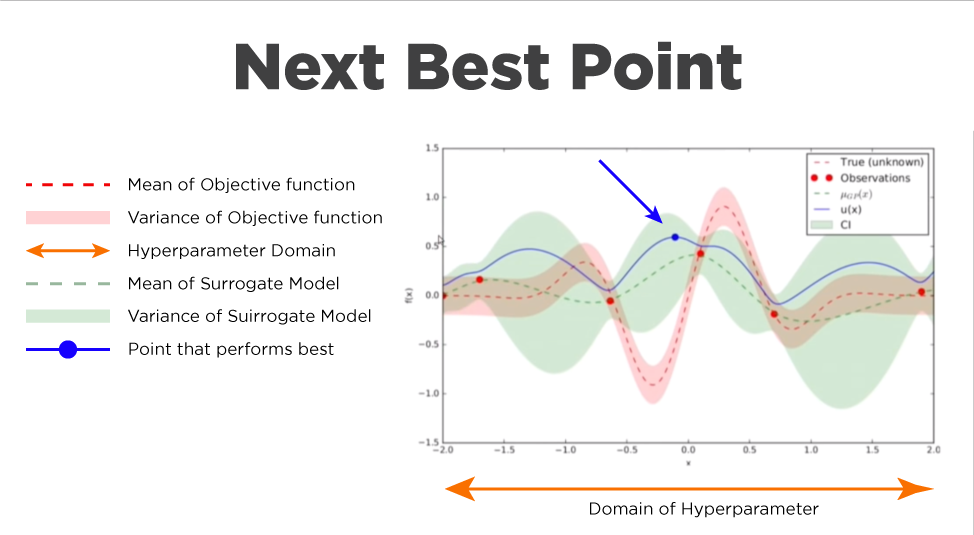 Next Best Point
Mean of Objective function
Variance of Objective function
Hyperparameter Domain
Mean of Surrogate Model
Variance of Suirrogate Model
Point that performs best
1.5
1.0
0.5
0.0
−0.5
−1.0
−1.5
f(x)
True (unknown)
Observations
μGP(x)
u(x)
CI
−2.0 −1.5 −1.0 −0.5 0.0 0.5 1.0 1.5 2.0
x
Domain of Hyperparameter